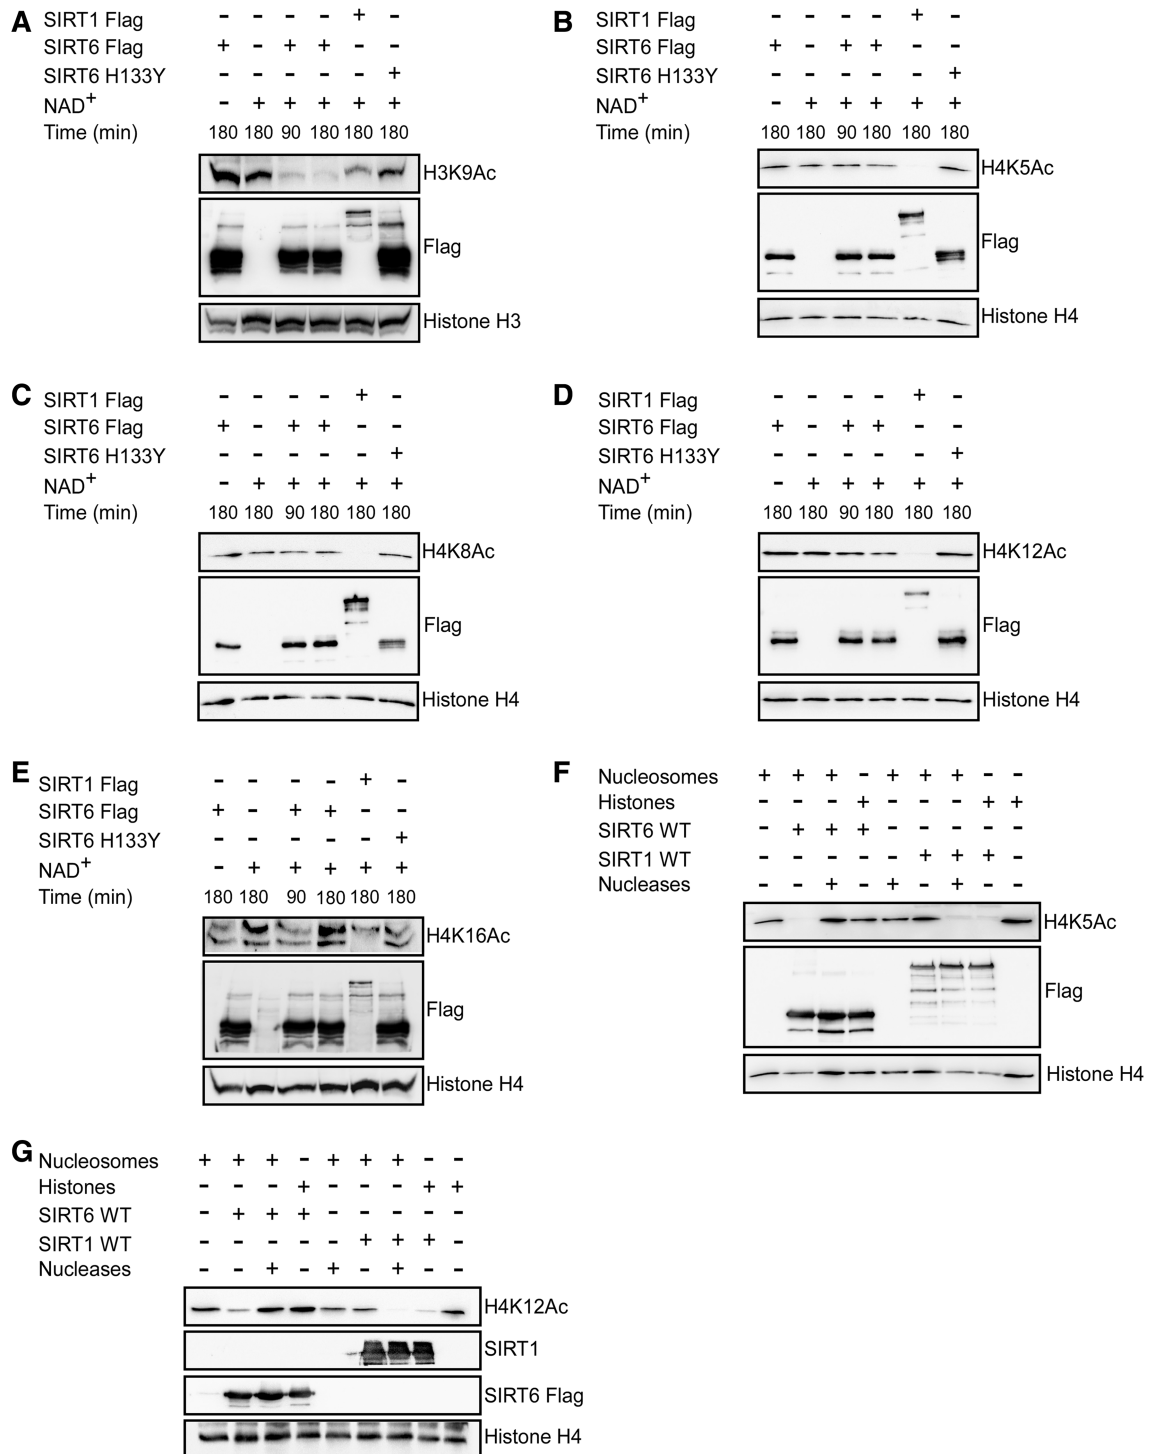 A
SIRT1 Flag - - - - + -
SIRT6 Flag + - + + - -
SIRT6 H133Y - - - - - +
NAD+ - + + + + +
Time (min) 180 180 90 180 180 180
H3K9Ac
Flag
Histone H3
B
SIRT1 Flag - - - - + -
SIRT6 Flag + - + + - -
SIRT6 H133Y - - - - - +
NAD+ - + + + + +
Time (min) 180 180 90 180 180 180
H4K5Ac
Flag
Histone H4
C
SIRT1 Flag - - - - + -
SIRT6 Flag + - + + - -
SIRT6 H133Y - - - - - +
NAD+ - + + + + +
Time (min) 180 180 90 180 180 180
H4K8Ac
Flag
Histone H4
D
SIRT1 Flag - - - - + -
SIRT6 Flag + - + + - -
SIRT6 H133Y - - - - - +
NAD+ - + + + + +
Time (min) 180 180 90 180 180 180
H4K12Ac
Flag
Histone H4
E
SIRT1 Flag - - - - + -
SIRT6 Flag + - + + - -
SIRT6 H133Y - - - - - +
NAD+ - + + + + +
Time (min) 180 180 90 180 180 180
H4K16Ac
Flag
Histone H4
F
Nucleosomes + + + - + + + - -
Histones - - - + - - - + +
SIRT6 WT - + + + - - - - -
SIRT1 WT - - - - - + + + -
Nucleases - - + - + - + - -
H4K5Ac
Flag
Histone H4
G
Nucleosomes + + + - + + + - -
Histones - - - + - - - + +
SIRT6 WT - + + + - - - - -
SIRT1 WT - - - - - + + + -
Nucleases - - + - + - + - -
H4K12Ac
SIRT1
SIRT6 Flag
Histone H4